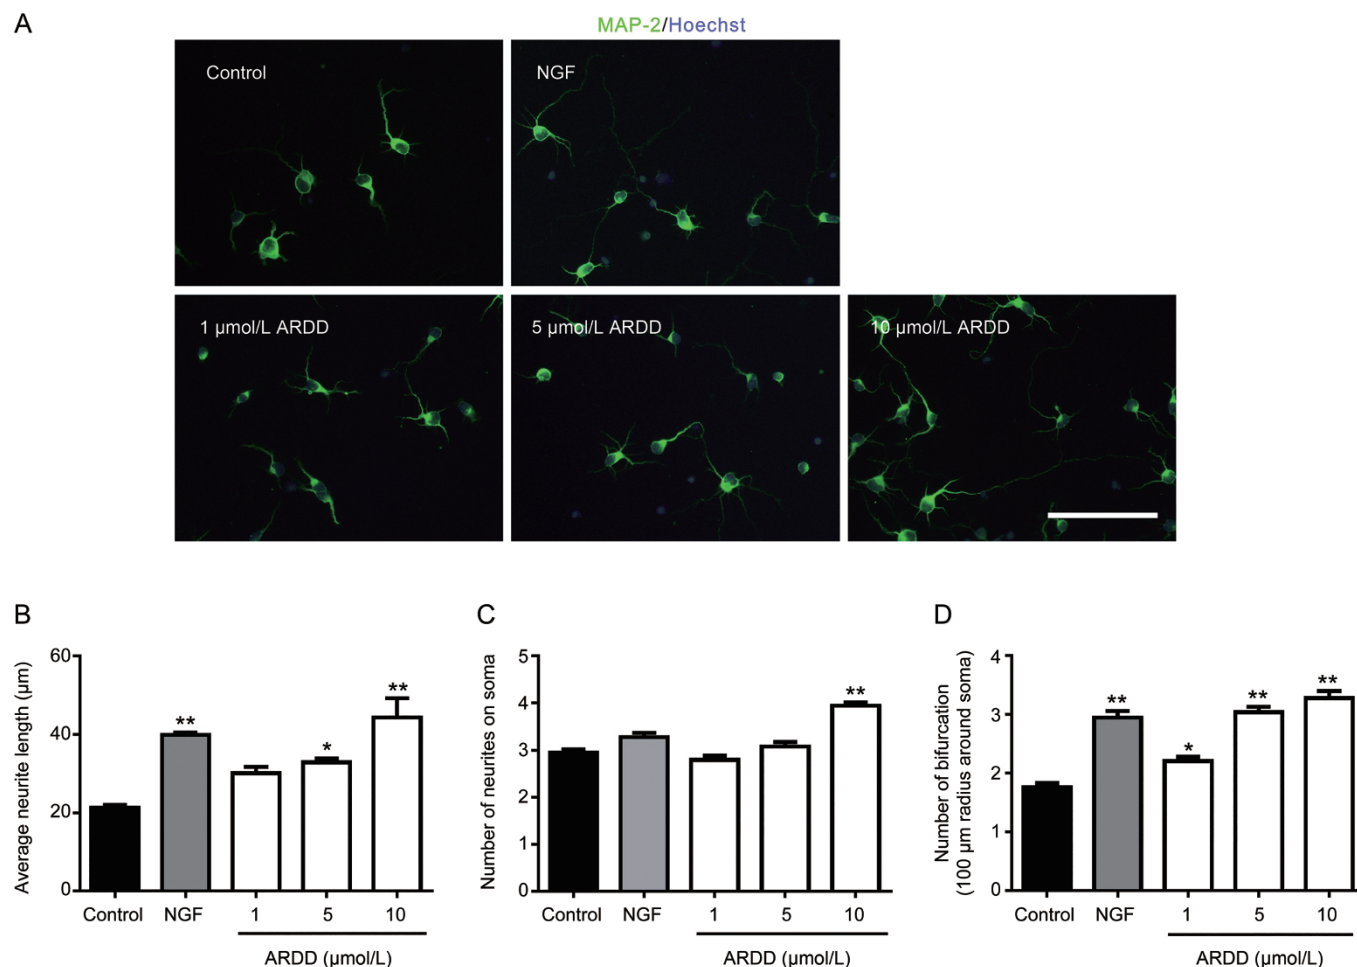 A
MAP-2/Hoechst
Control
NGF
1 µmol/L ARDD
5 µmol/L ARDD
10 µmol/L ARDD
B
Average neurite length (µm)
60
40
20
0
**
*
**
Control NGF 1 5 10
ARDD (µmol/L)
C
Number of neurites on soma
5
4
3
2
1
0
**
Control NGF 1 5 10
ARDD (µmol/L)
D
Number of bifurcation
(100 µm radius around soma)
4
3
2
1
0
**
*
**
**
Control NGF 1 5 10
ARDD (µmol/L)